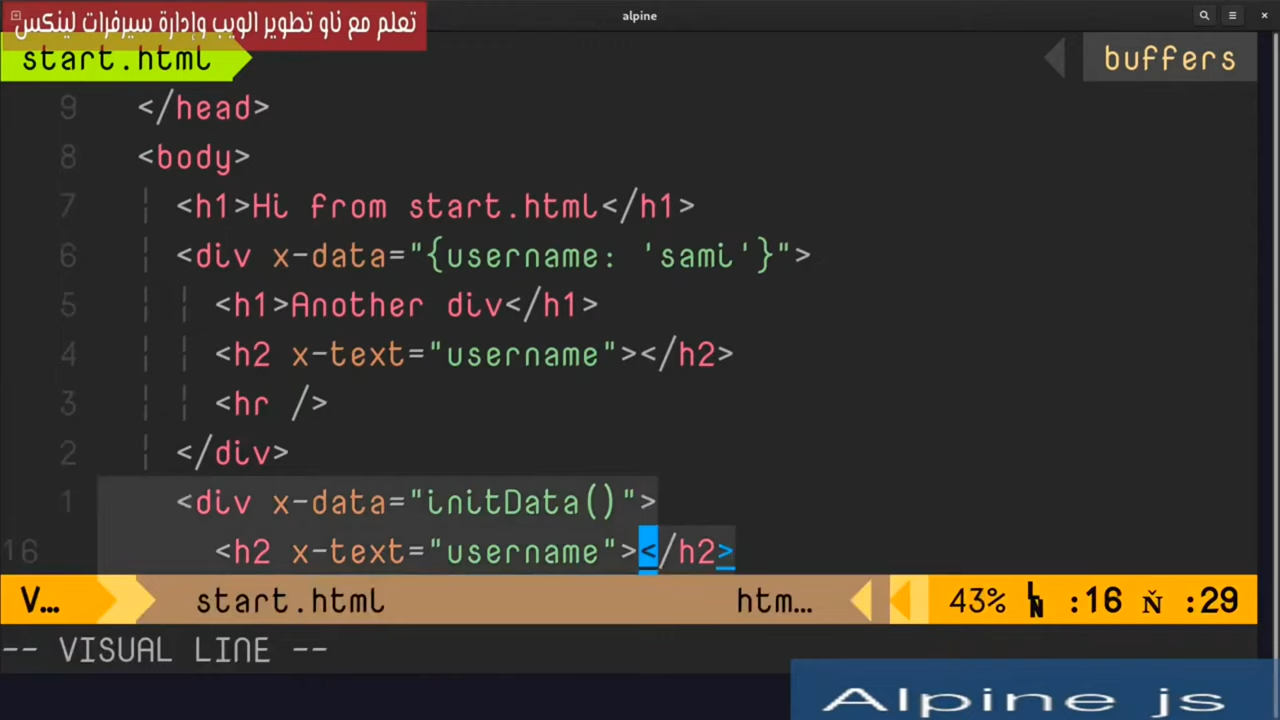 alpine
تعلم مع ناو تطوير الويب وإدارة سيرفرات لينكس
start.html
buffers
9 </head>
8 <body>
7 <h1>Hi from start.html</h1>
6 <div x-data="{username: 'sami'}">
5 <h1>Another div</h1>
4 <h2 x-text="username"></h2>
3 <hr />
2 </div>
1 <div x-data="initData()">
16 <h2 x-text="username"></h2>
V... start.html htm... 43% ㏑ :16 Ň :29
-- VISUAL LINE --
Alpine js